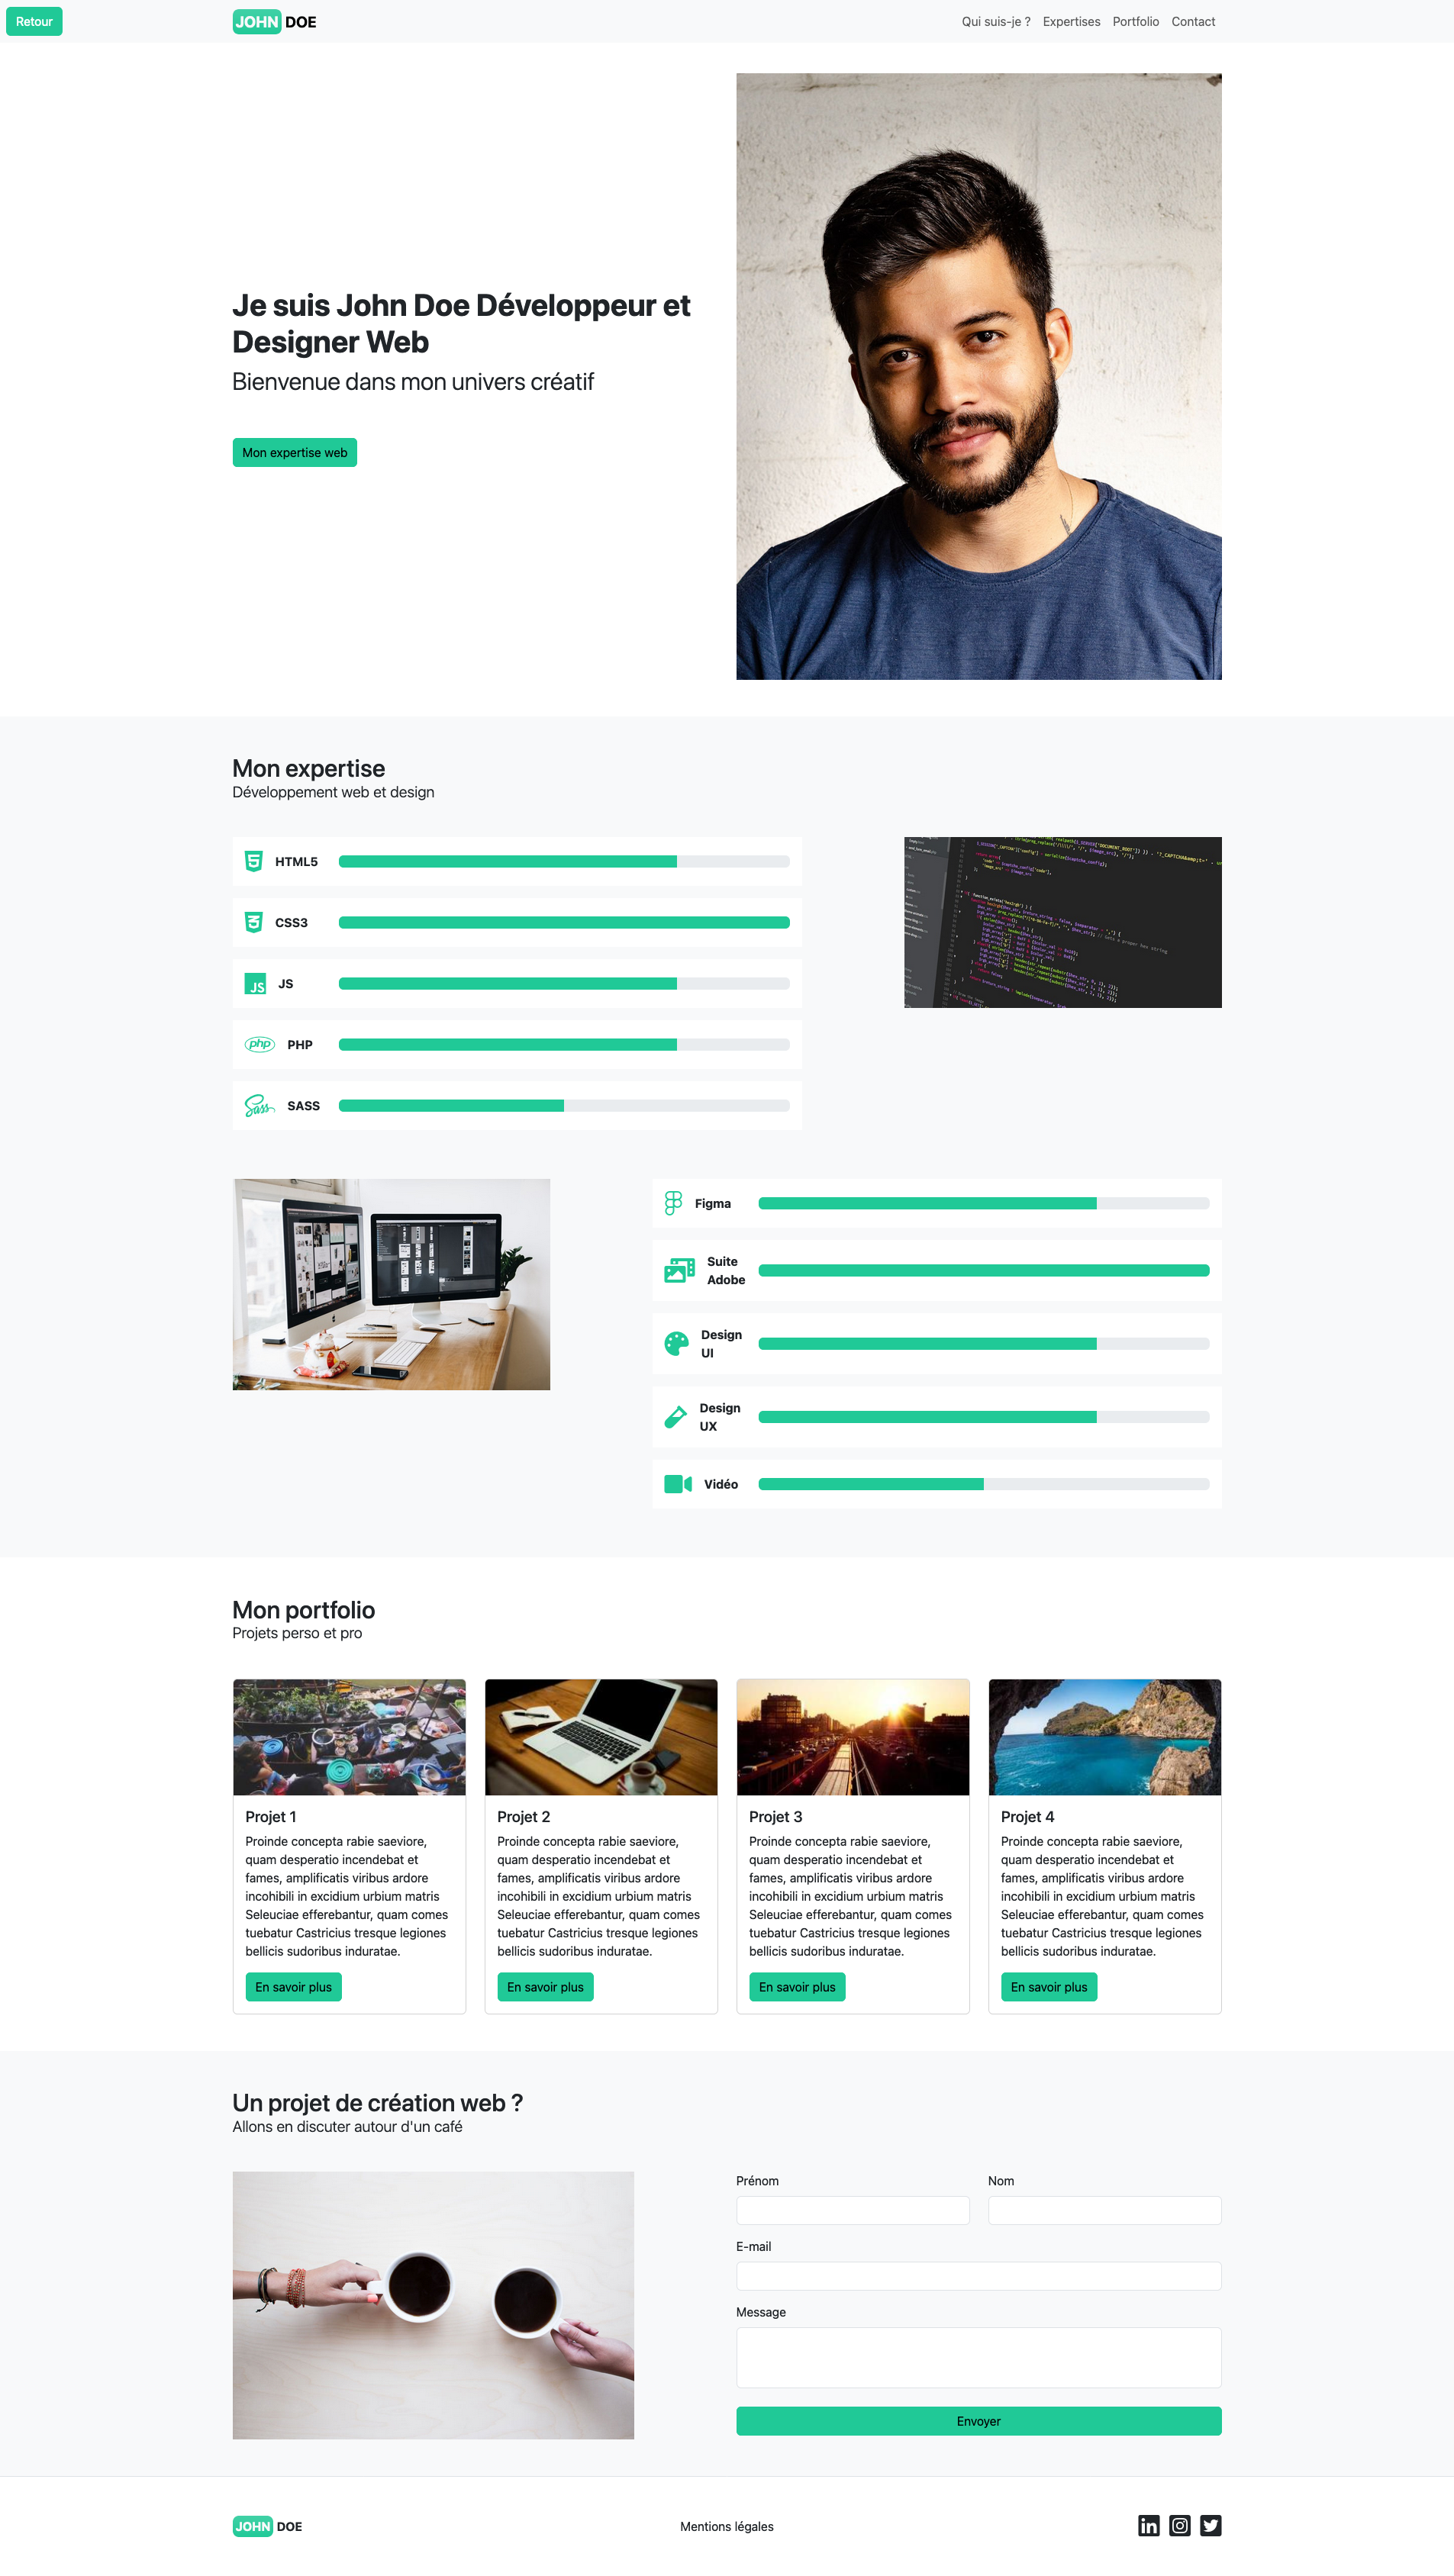 Retour
JOHN DOE
Qui suis-je ?
Expertises
Portfolio
Contact
Je suis John Doe Développeur et
Designer Web
Bienvenue dans mon univers créatif
Mon expertise web
Mon expertise
Développement web et design
HTML5
CSS3
JS
JS
php
PHP
Sass
SASS
Figma
Suite
Adobe
Design
UI
Design
UX
Vidéo
Mon portfolio
Projets perso et pro
Projet 1
Proinde concepta rabie saeviore,
quam desperatio incendebat et
fames, amplificatis viribus ardore
incohibili in excidium urbium matris
Seleuciae efferebantur, quam comes
tuebatur Castricius tresque legiones
bellicis sudoribus induratae.
En savoir plus
Projet 2
Proinde concepta rabie saeviore,
quam desperatio incendebat et
fames, amplificatis viribus ardore
incohibili in excidium urbium matris
Seleuciae efferebantur, quam comes
tuebatur Castricius tresque legiones
bellicis sudoribus induratae.
En savoir plus
Projet 3
Proinde concepta rabie saeviore,
quam desperatio incendebat et
fames, amplificatis viribus ardore
incohibili in excidium urbium matris
Seleuciae efferebantur, quam comes
tuebatur Castricius tresque legiones
bellicis sudoribus induratae.
En savoir plus
Projet 4
Proinde concepta rabie saeviore,
quam desperatio incendebat et
fames, amplificatis viribus ardore
incohibili in excidium urbium matris
Seleuciae efferebantur, quam comes
tuebatur Castricius tresque legiones
bellicis sudoribus induratae.
En savoir plus
Un projet de création web ?
Allons en discuter autour d'un café
Prénom
Nom
E-mail
Message
Envoyer
JOHN DOE
Mentions légales
in